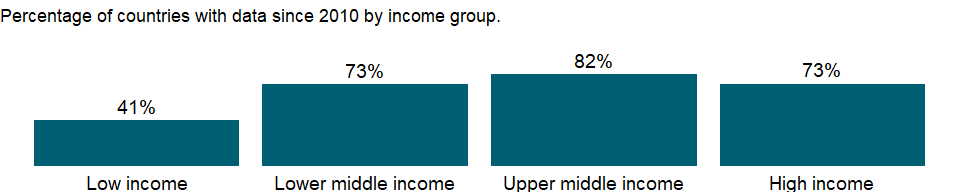 Percentage of countries with data since 2010 by income group.
82%
73%
73%
41%
Low income
Lower middle income
Upper middle income
High income